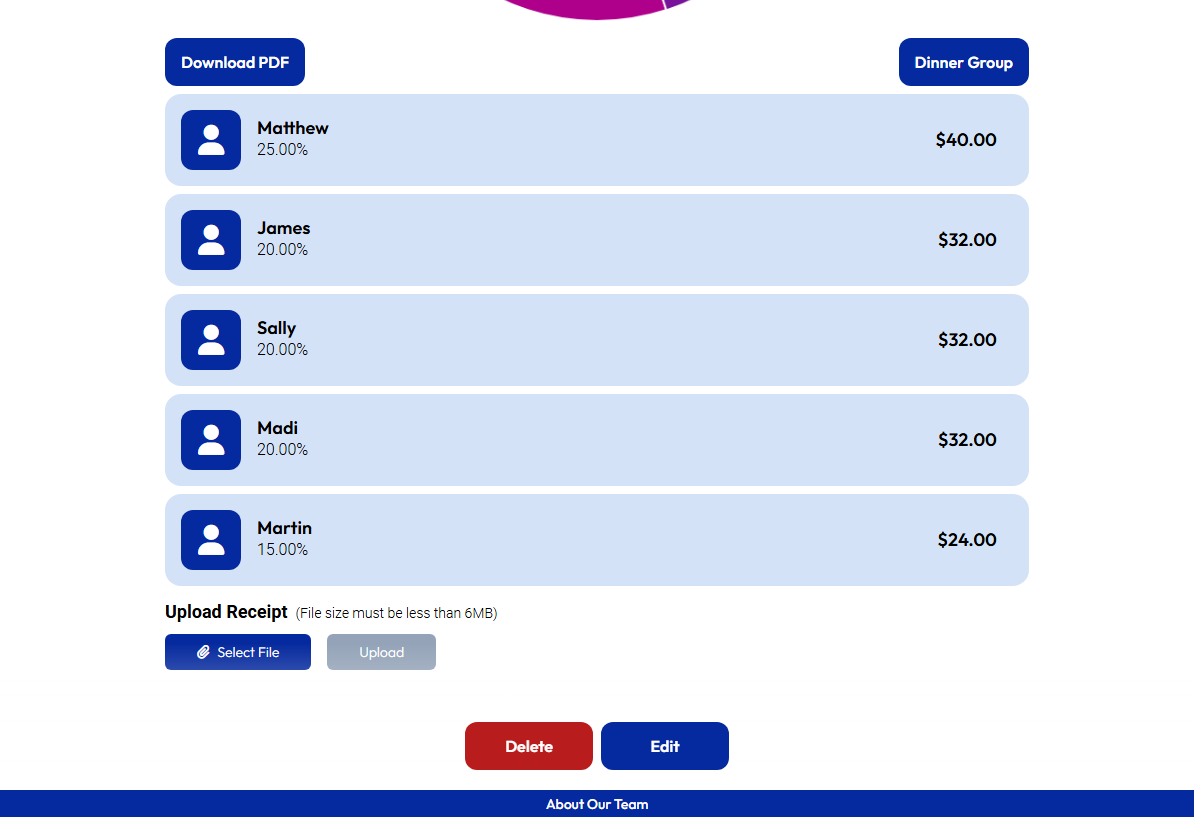 Download PDF
Dinner Group
Matthew
25.00%
$40.00
James
20.00%
$32.00
Sally
20.00%
$32.00
Madi
20.00%
$32.00
Martin
15.00%
$24.00
Upload Receipt (File size must be less than 6MB)
Select File
Upload
Delete
Edit
About Our Team